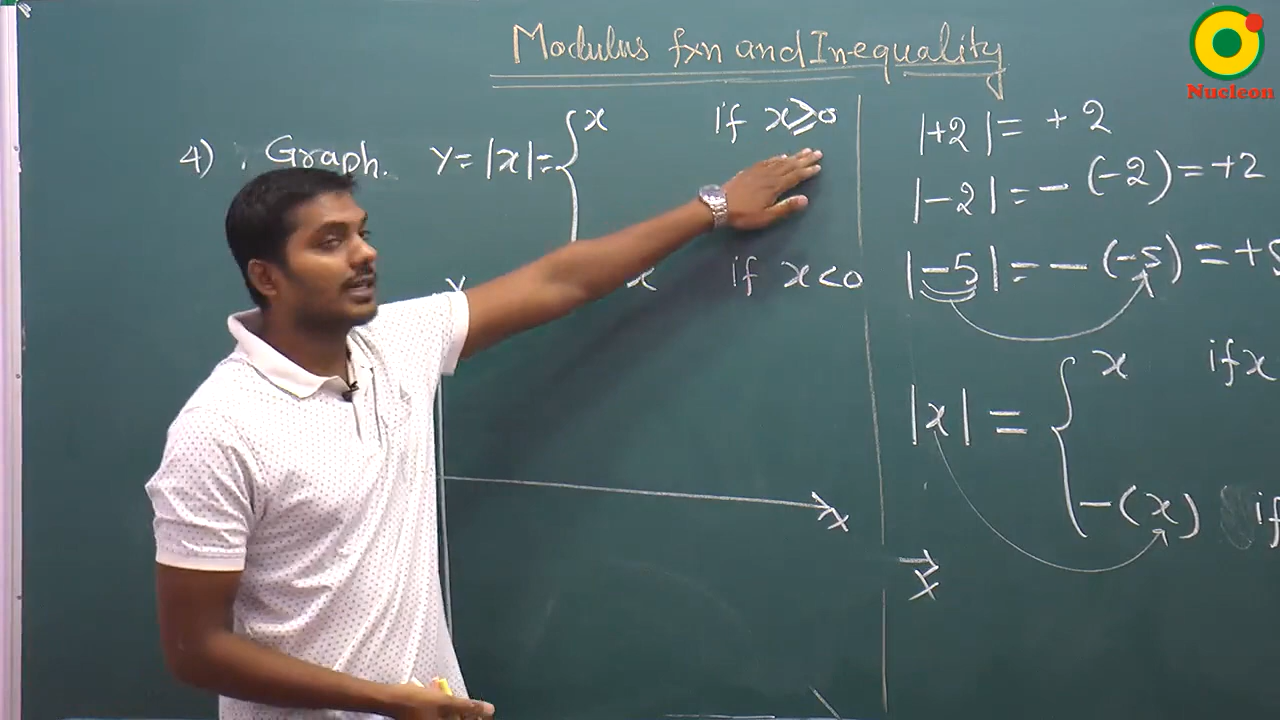 Modulus fxn and Inequality
Nucleon
4) Graph. y = |x| = { x if x ≥ 0
x if x < 0
y
x
|+2| = +2
|-2| = -(-2) = +2
|-5| = -(-5) = +5
|x| = { x if x
-(x) if
x